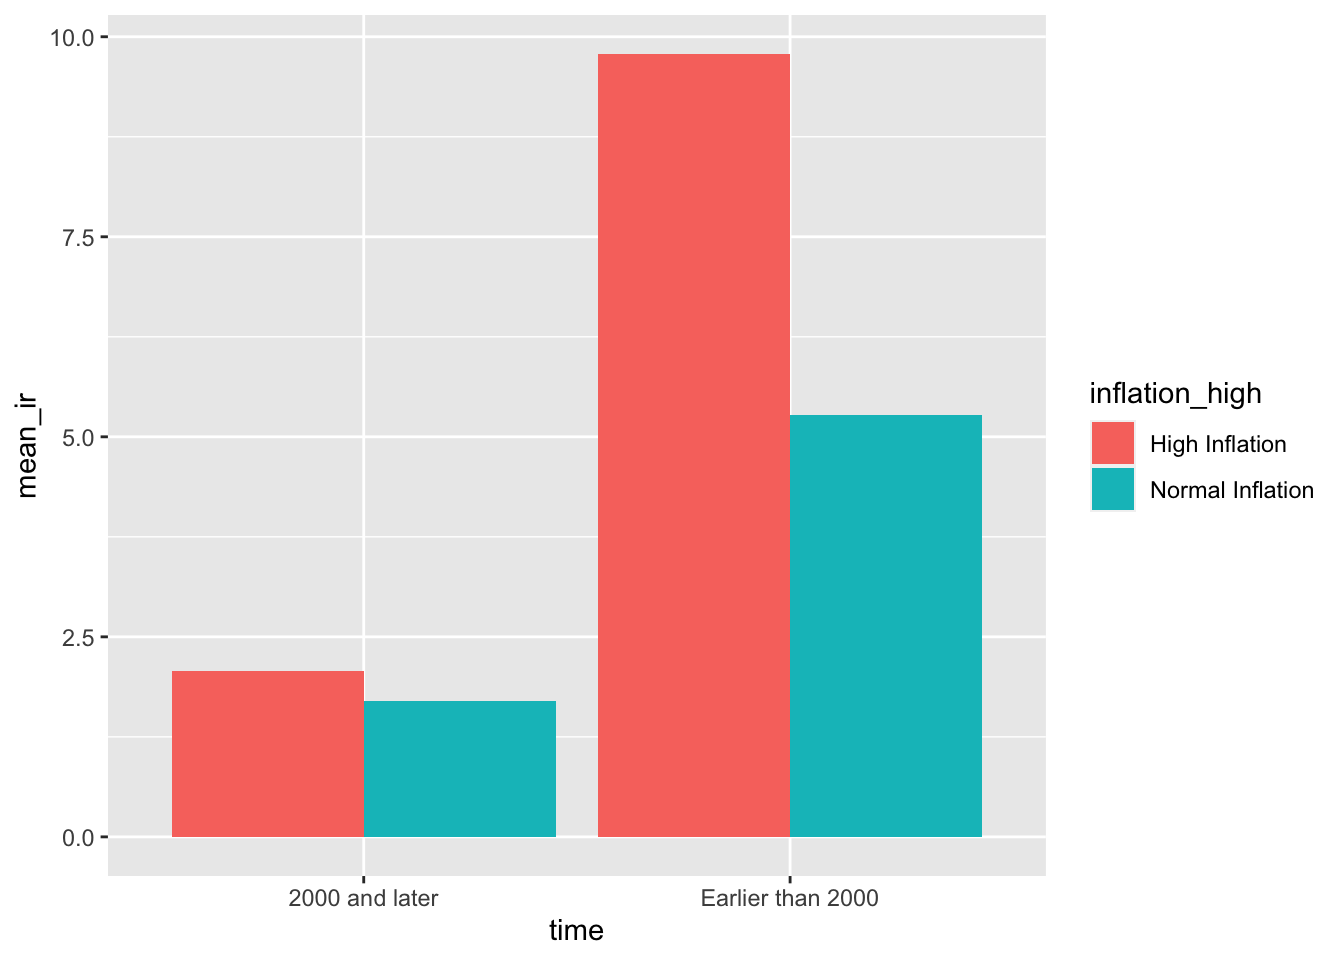 mean_ir
10.0
7.5
5.0
2.5
0.0
2000 and later
Earlier than 2000
time
inflation_high
High Inflation
Normal Inflation